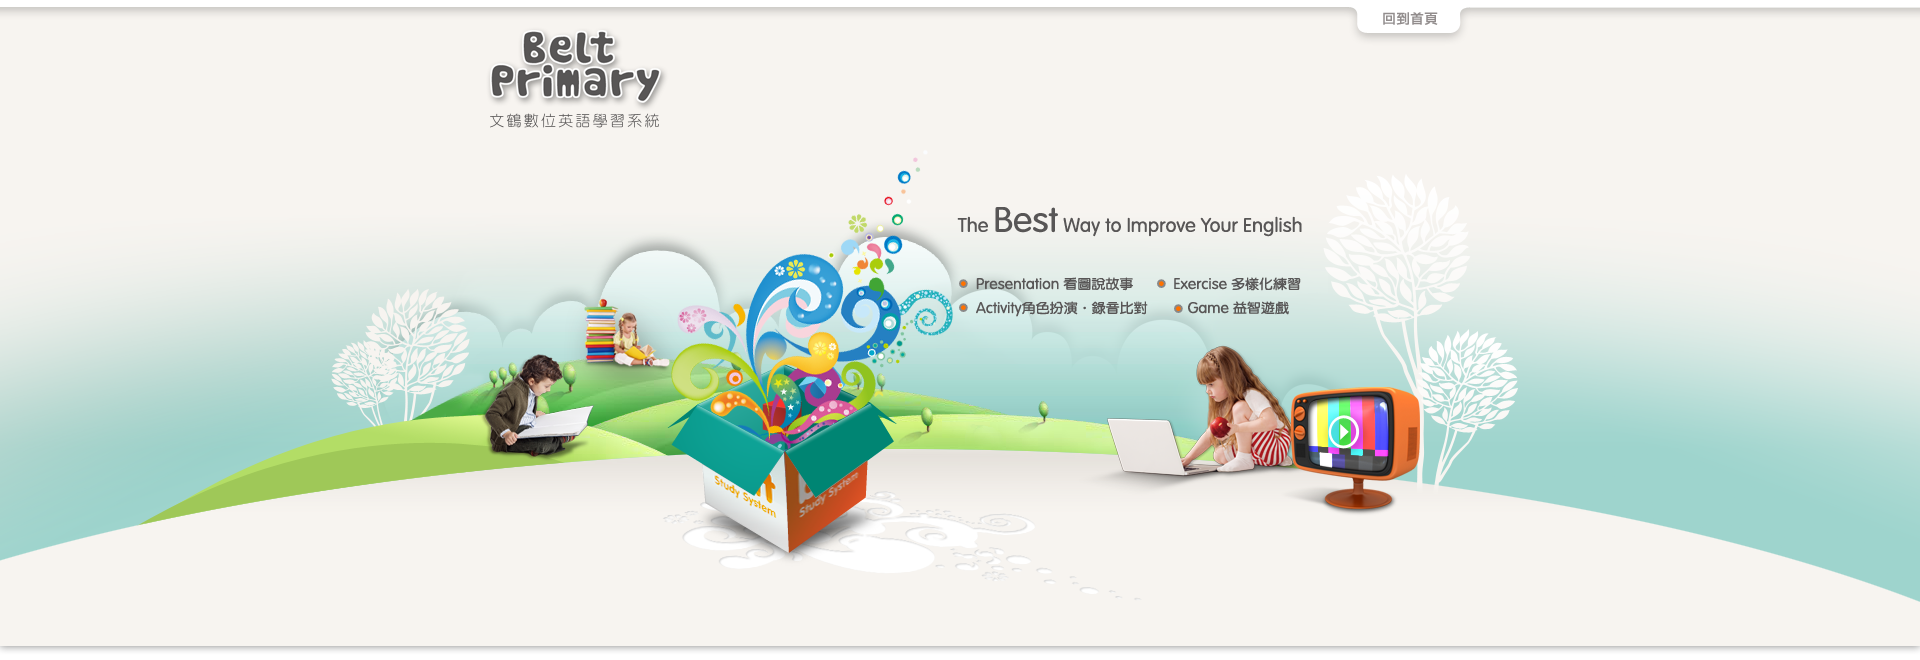 回到首頁
Belt
Primary
文鶴數位英語學習系統
The Best Way to Improve Your English
Presentation 看圖說故事 Exercise 多樣化練習
Activity角色扮演・錄音比對 Game 益智遊戲
Study System Study System